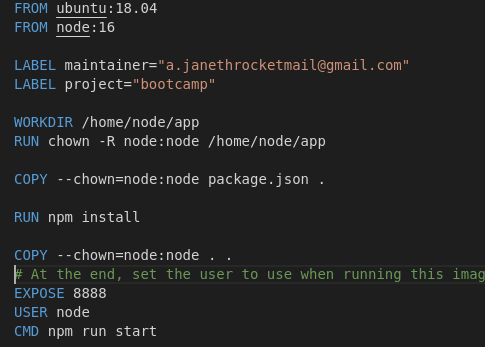 FROM ubuntu:18.04
FROM node:16
LABEL maintainer="a.janethrocketmail@gmail.com"
LABEL project="bootcamp"
WORKDIR /home/node/app
RUN chown -R node:node /home/node/app
COPY --chown=node:node package.json .
RUN npm install
COPY --chown=node:node . .
# At the end, set the user to use when running this imag
EXPOSE 8888
USER node
CMD npm run start